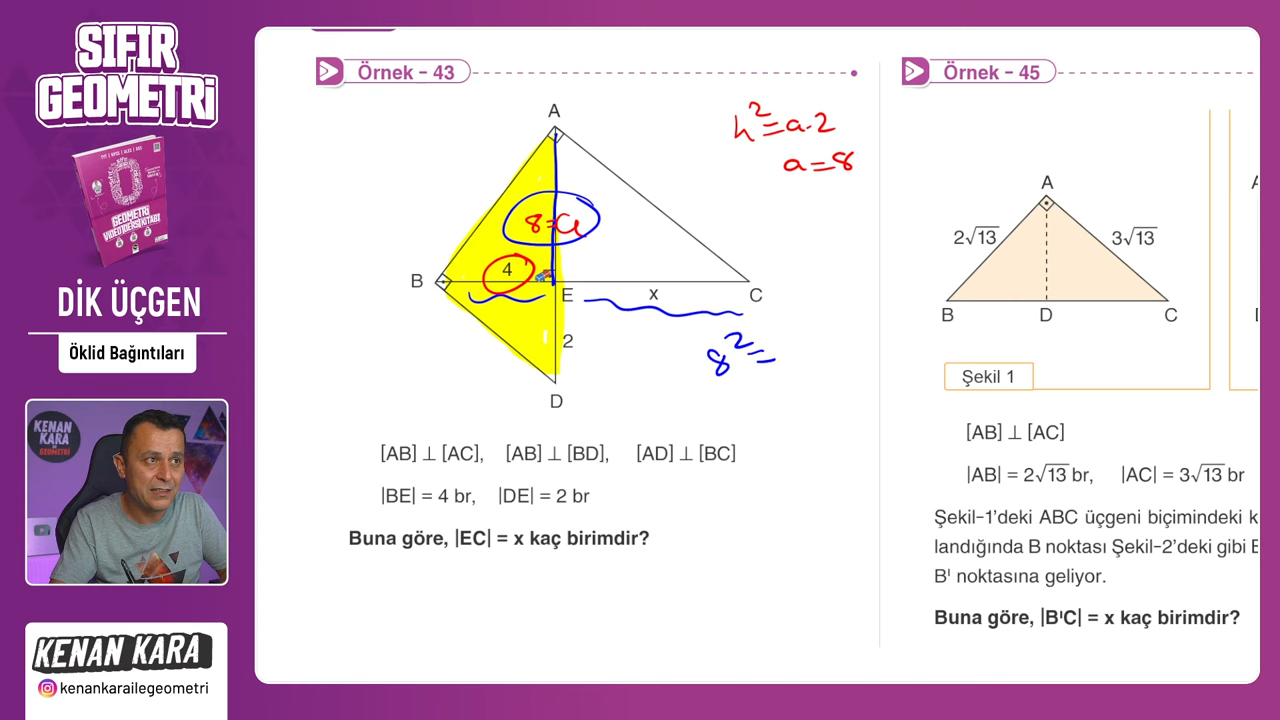 SIFIR
GEOMETRİ
GEOMETRİ
VİDEO DERS KİTABI
DİK ÜÇGEN
Öklid Bağıntıları
KENAN
KARA
GEOMETRİ
KENAN KARA
kenankarailegeometri
Örnek - 43
A
h²=a.2
a=8
8=a
B
4
E
x
C
8²=
2
D
[AB] ⊥ [AC], [AB] ⊥ [BD], [AD] ⊥ [BC]
|BE| = 4 br, |DE| = 2 br
Buna göre, |EC| = x kaç birimdir?
Örnek - 45
A
2√13
3√13
B
D
C
Şekil 1
[AB] ⊥ [AC]
|AB| = 2√13 br, |AC| = 3√13 br
Şekil-1'deki ABC üçgeni biçimindeki k
landığında B noktası Şekil-2'deki gibi
B' noktasına geliyor.
Buna göre, |B'C| = x kaç birimdir?